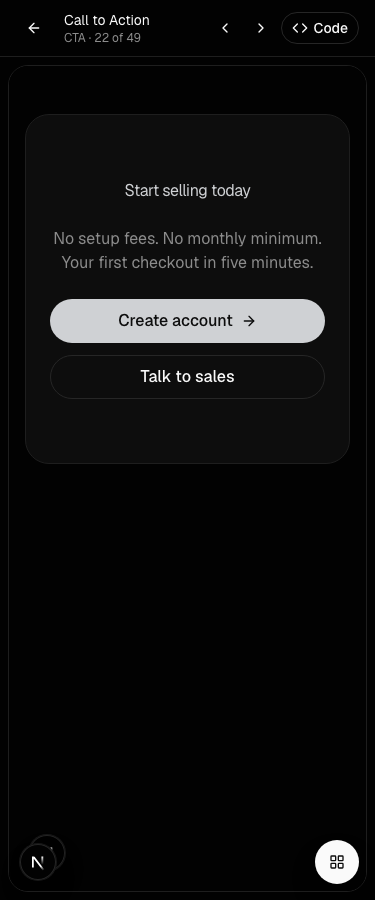 Call to Action
CTA · 22 of 49
Code
Start selling today
No setup fees. No monthly minimum.
Your first checkout in five minutes.
Create account →
Talk to sales
N